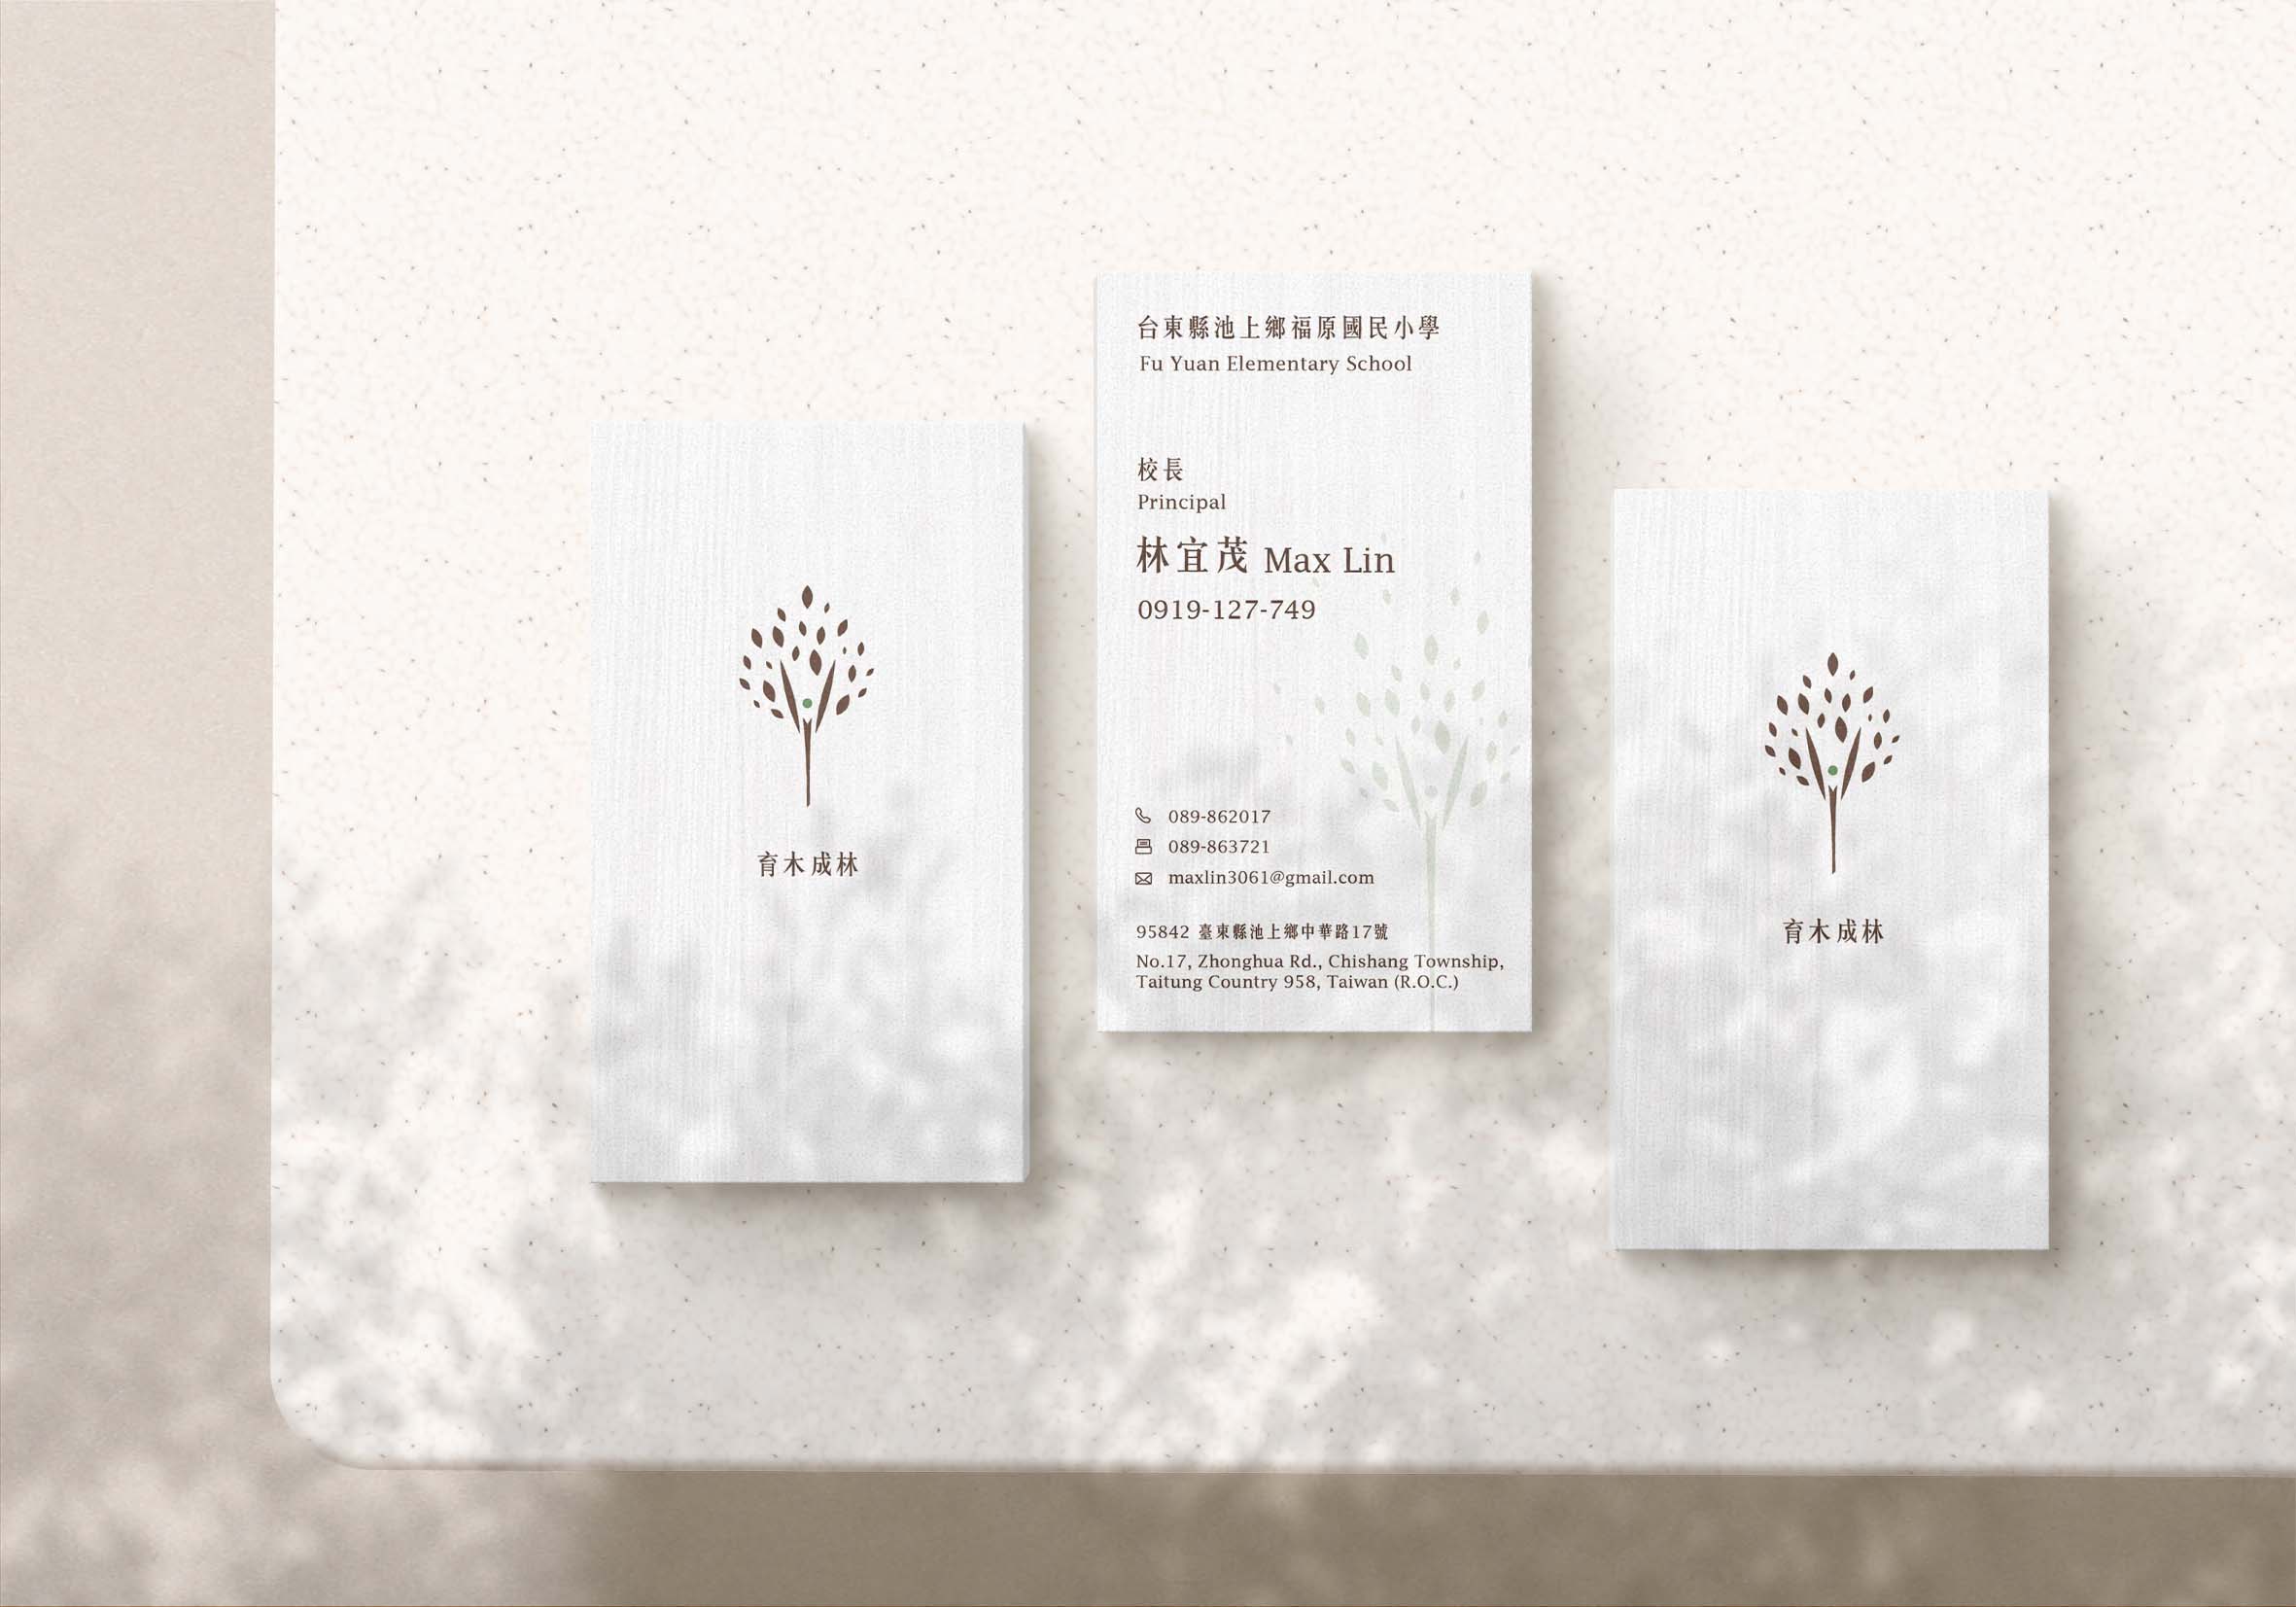 育木成林
台東縣池上鄉福原國民小學
Fu Yuan Elementary School
校長
Principal
林宜茂 Max Lin
0919-127-749
089-862017
089-863721
maxlin3061@gmail.com
95842 臺東縣池上鄉中華路17號
No.17, Zhonghua Rd., Chishang Township,
Taitung Country 958, Taiwan (R.O.C.)
育木成林